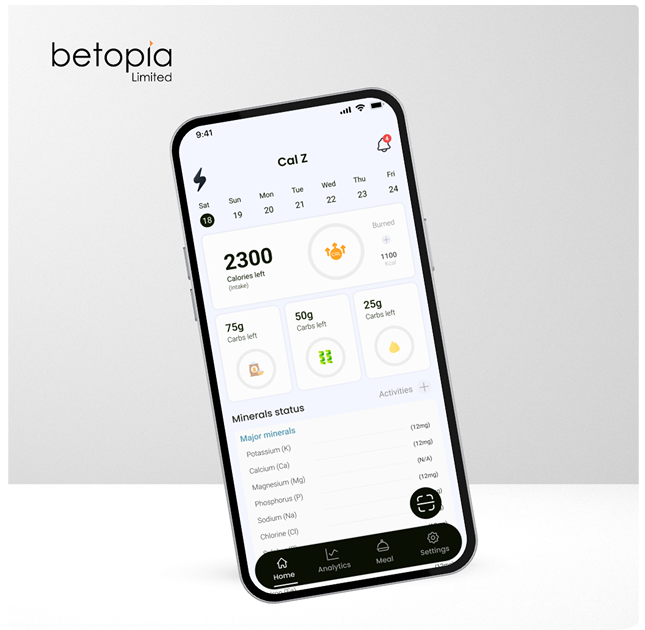 betopia
Limited
9:41
4
Cal Z
Sat Sun Mon Tue Wed Thu Fri
18 19 20 21 22 23 24
2300
Calories left
(Intake)
Burned
1100
Kcal
75g
Carbs left
50g
Carbs left
25g
Carbs left
Minerals status
Activities
Major minerals
Potassium (K) (12mg)
Calcium (Ca) (12mg)
Magnesium (Mg) (N/A)
Phosphorus (P) (12mg)
Sodium (Na)
Chlorine (Cl)
Home
Analytics
Meal
Settings